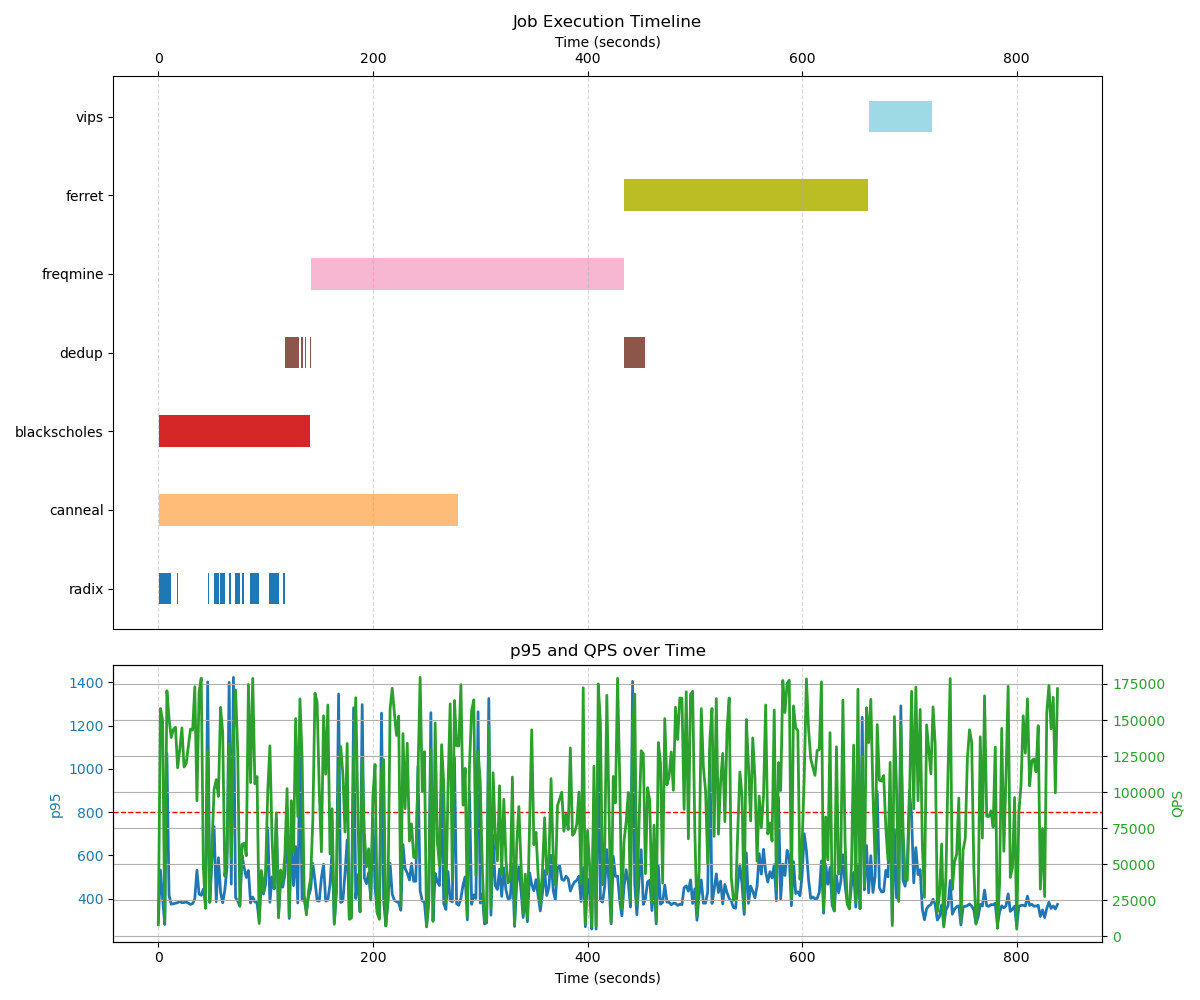 Job Execution Timeline
Time (seconds)
0 200 400 600 800
vips
ferret
freqmine
dedup
blackscholes
canneal
radix
p95 and QPS over Time
1400
1200
1000
800
600
400
p95
175000
150000
125000
100000
75000
50000
25000
0
QPS
0 200 400 600 800
Time (seconds)